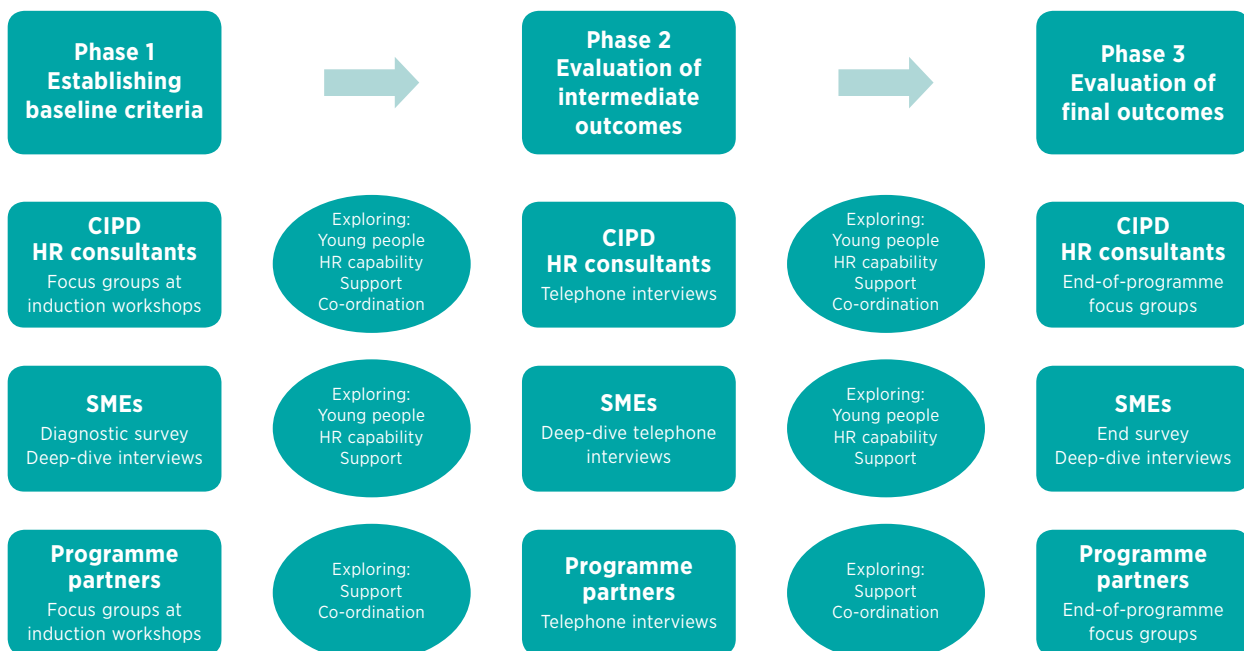 Phase 1
Establishing
baseline criteria
Phase 2
Evaluation of
intermediate
outcomes
Phase 3
Evaluation of
final outcomes
CIPD
HR consultants
Focus groups at
induction workshops
Exploring:
Young people
HR capability
Support
Co-ordination
CIPD
HR consultants
Telephone interviews
Exploring:
Young people
HR capability
Support
Co-ordination
CIPD
HR consultants
End-of-programme
focus groups
SMEs
Diagnostic survey
Deep-dive interviews
Exploring:
Young people
HR capability
Support
SMEs
Deep-dive telephone
interviews
Exploring:
Young people
HR capability
Support
SMEs
End survey
Deep-dive interviews
Programme
partners
Focus groups at
induction workshops
Exploring:
Support
Co-ordination
Programme
partners
Telephone interviews
Exploring:
Support
Co-ordination
Programme
partners
End-of-programme
focus groups